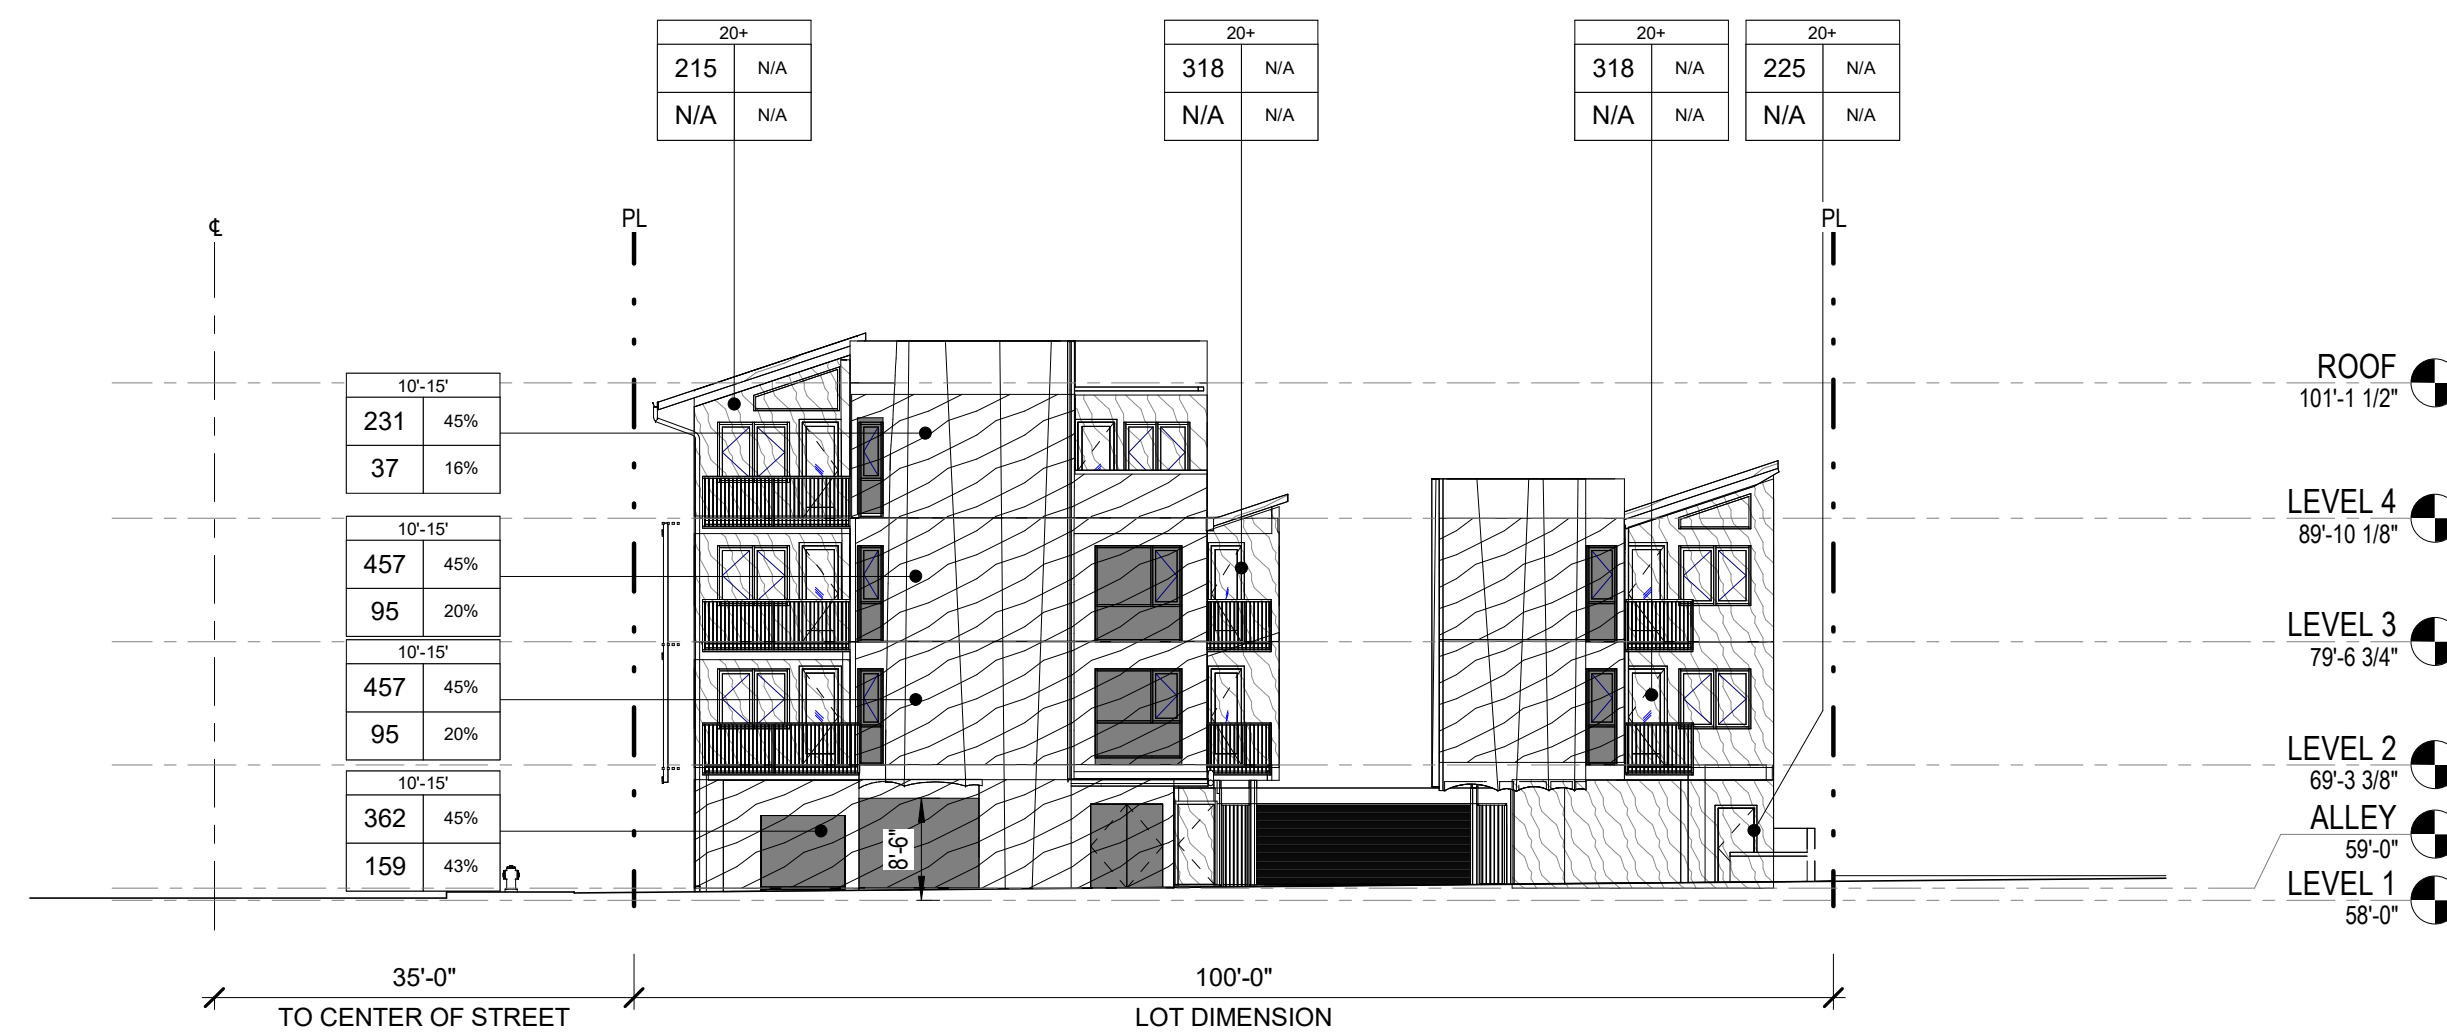 20+
215 N/A
N/A N/A
20+
318 N/A
N/A N/A
20+
318 N/A
N/A N/A
20+
225 N/A
N/A N/A
℄
PL
PL
10'-15'
231 45%
37 16%
10'-15'
457 45%
95 20%
10'-15'
457 45%
95 20%
10'-15'
362 45%
159 43%
8'-6"
ROOF
101'-1 1/2"
LEVEL 4
89'-10 1/8"
LEVEL 3
79'-6 3/4"
LEVEL 2
69'-3 3/8"
ALLEY
59'-0"
LEVEL 1
58'-0"
35'-0"
TO CENTER OF STREET
100'-0"
LOT DIMENSION